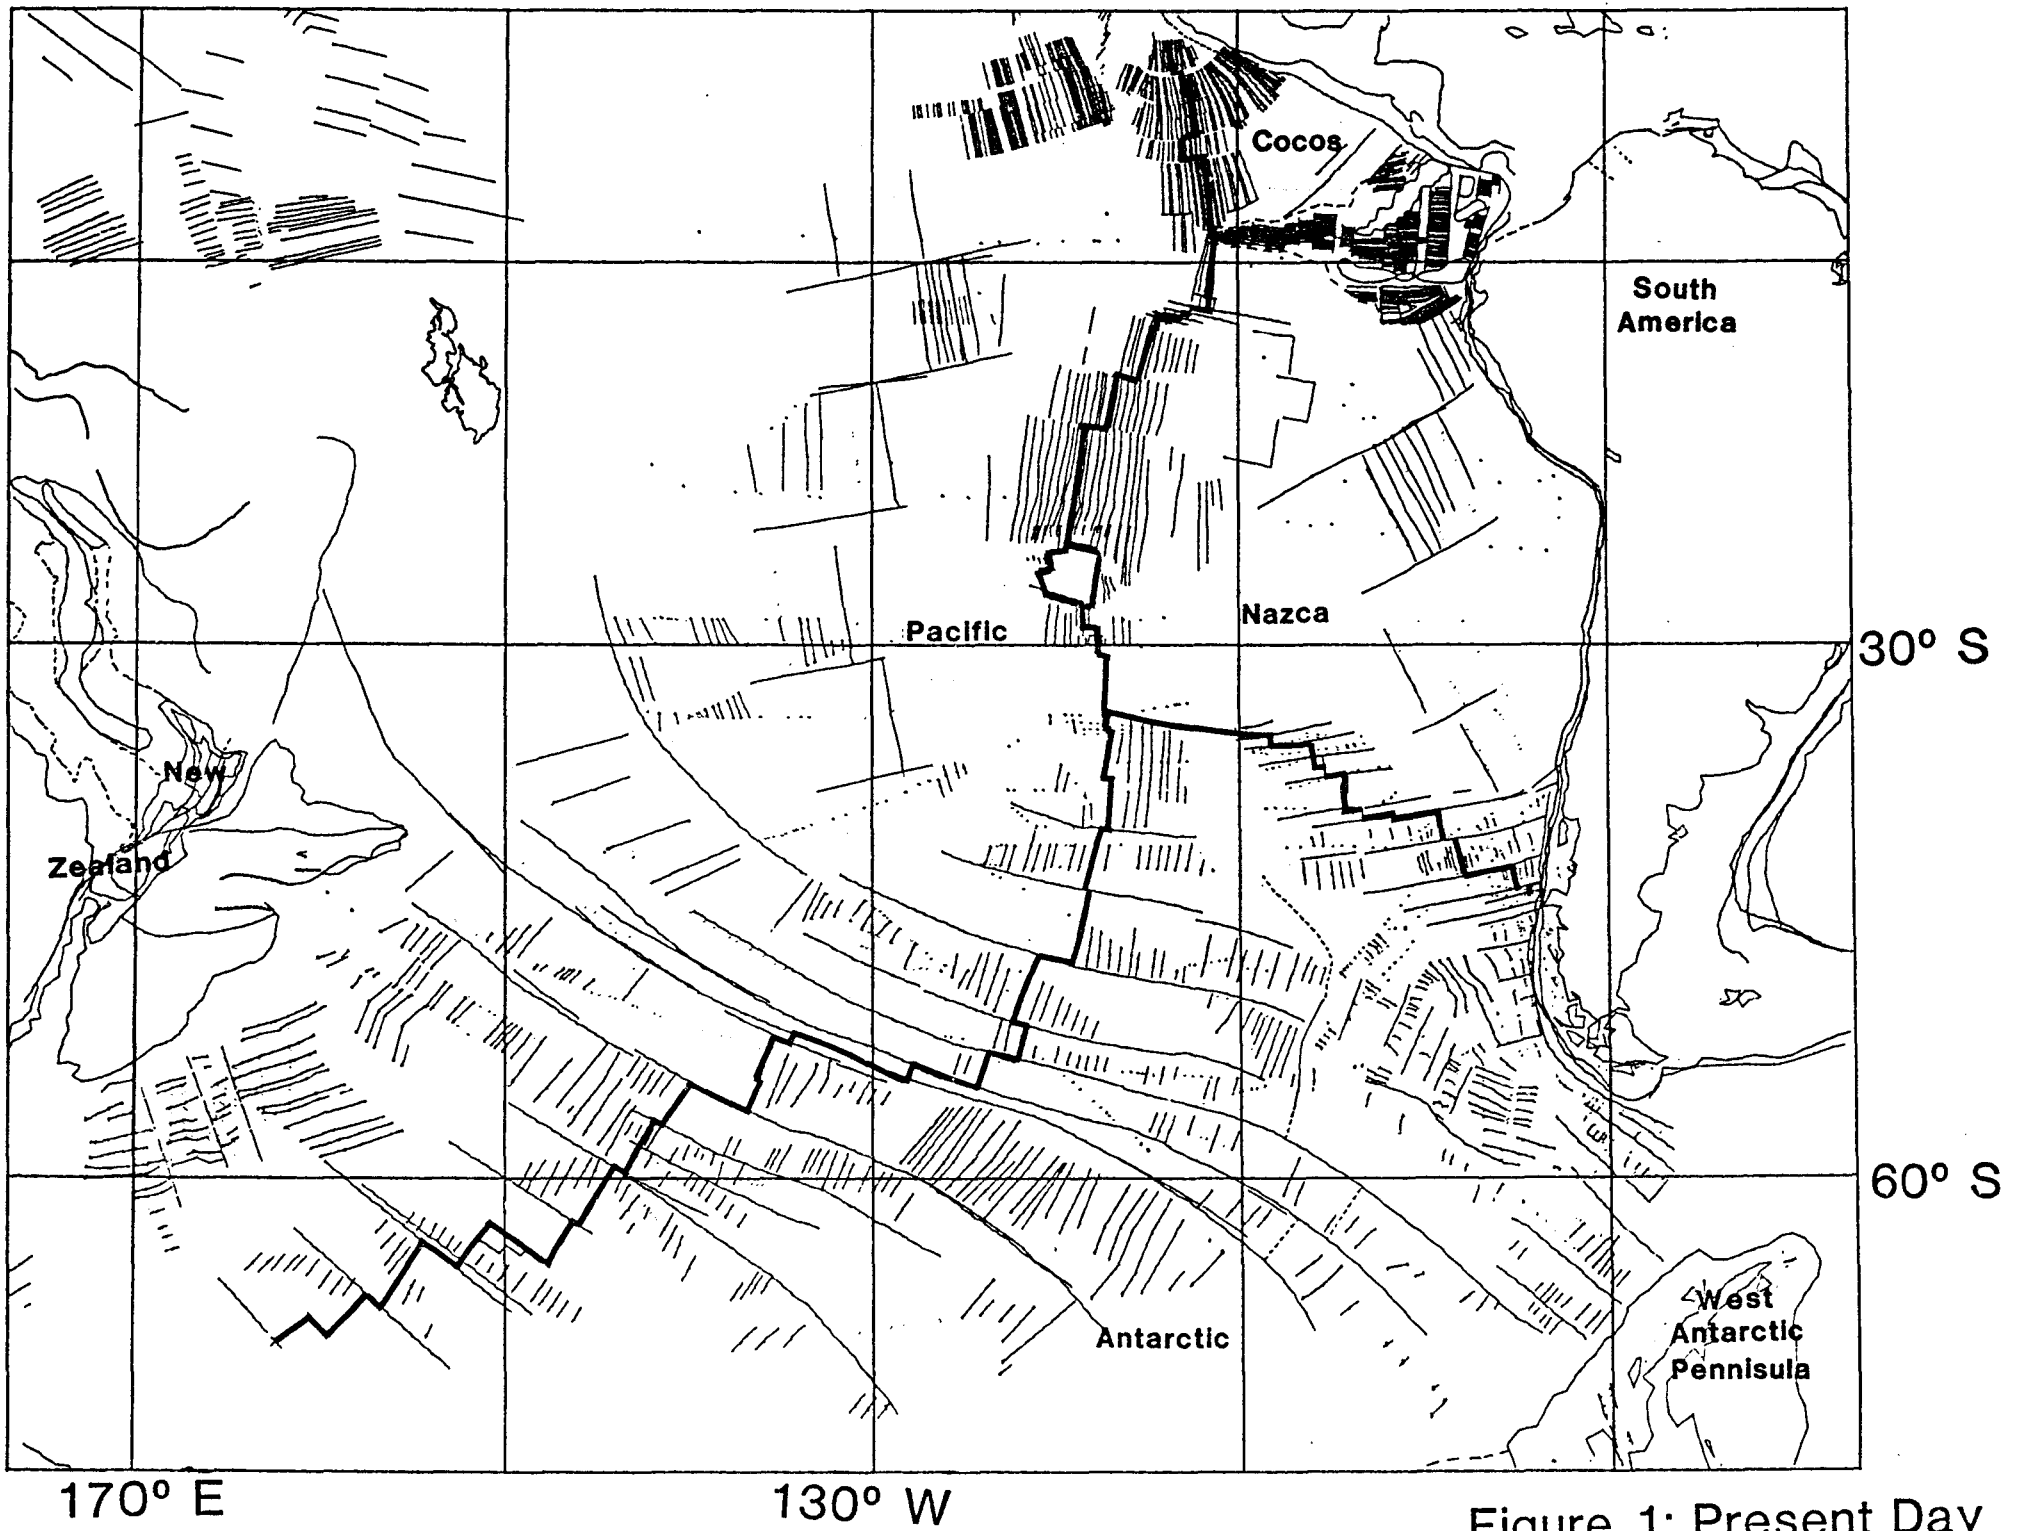 Cocos
South
America
Nazca
Pacific
30° S
New
Zealand
60° S
West
Antarctic
Pennisula
Antarctic
170° E
130° W
Figure 1: Present Day